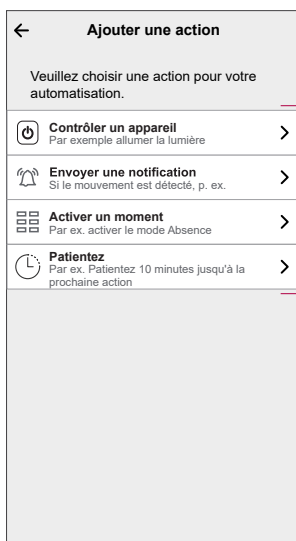 Ajouter une action
Veuillez choisir une action pour votre
automatisation.
Contrôler un appareil
Par exemple allumer la lumière
Envoyer une notification
Si le mouvement est détecté, p. ex.
Activer un moment
Par ex. activer le mode Absence
Patientez
Par ex. Patientez 10 minutes jusqu'à la
prochaine action